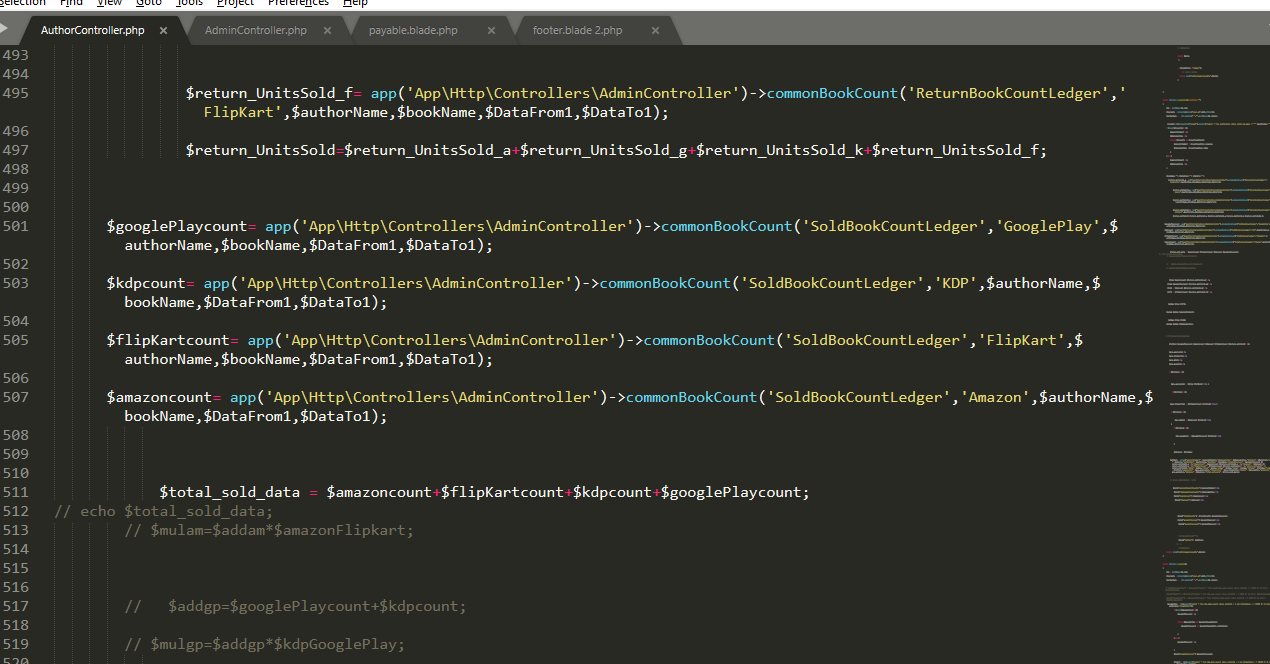 Selection Find View Goto Tools Project Preferences Help
AuthorController.php × AdminController.php × payable.blade.php × footer.blade 2.php ×
493
494
495 $return_UnitsSold_f= app('App\Http\Controllers\AdminController')->commonBookCount('ReturnBookCountLedger','
FlipKart',$authorName,$bookName,$DataFrom1,$DataTo1);
496
497 $return_UnitsSold=$return_UnitsSold_a+$return_UnitsSold_g+$return_UnitsSold_k+$return_UnitsSold_f;
498
499
500
501 $googlePlaycount= app('App\Http\Controllers\AdminController')->commonBookCount('SoldBookCountLedger','GooglePlay',$
authorName,$bookName,$DataFrom1,$DataTo1);
502
503 $kdpcount= app('App\Http\Controllers\AdminController')->commonBookCount('SoldBookCountLedger','KDP',$authorName,$
bookName,$DataFrom1,$DataTo1);
504
505 $flipKartcount= app('App\Http\Controllers\AdminController')->commonBookCount('SoldBookCountLedger','FlipKart',$
authorName,$bookName,$DataFrom1,$DataTo1);
506
507 $amazoncount= app('App\Http\Controllers\AdminController')->commonBookCount('SoldBookCountLedger','Amazon',$authorName,$
bookName,$DataFrom1,$DataTo1);
508
509
510
511 $total_sold_data = $amazoncount+$flipKartcount+$kdpcount+$googlePlaycount;
512 // echo $total_sold_data;
513 // $mulam=$addam*$amazonFlipkart;
514
515
516
517 // $addgp=$googlePlaycount+$kdpcount;
518
519 // $mulgp=$addgp*$kdpGooglePlay;
520